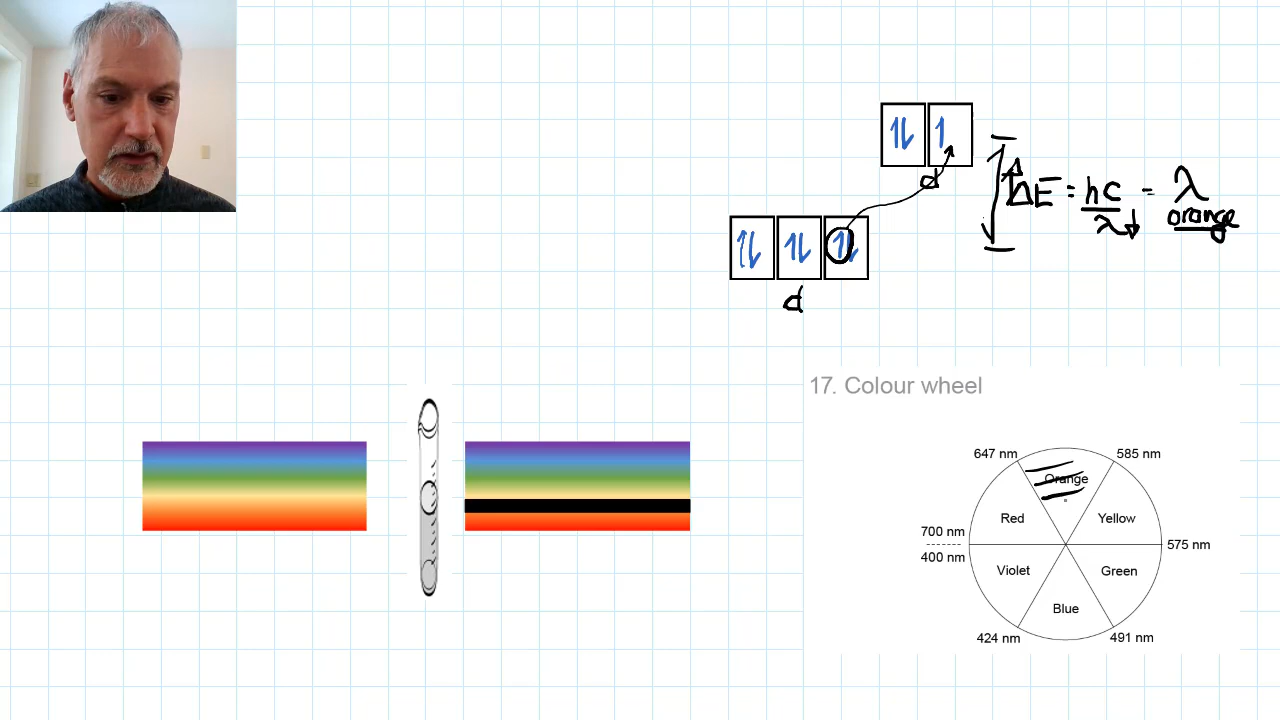 d
ΔE = hc/λ = λ orange
d
17. Colour wheel
647 nm
585 nm
Orange
Red
Yellow
700 nm
400 nm
575 nm
Violet
Green
Blue
424 nm
491 nm